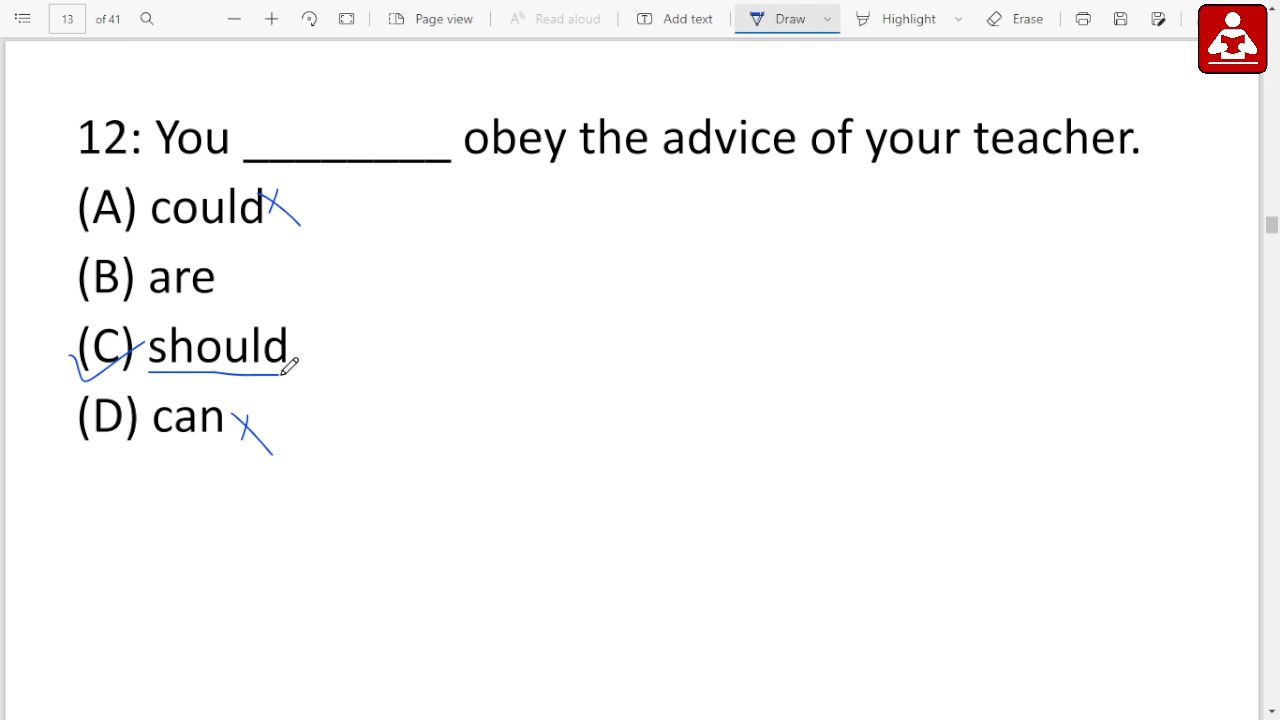 13 of 41 Page view Read aloud Add text Draw Highlight Erase
12: You ________ obey the advice of your teacher.
(A) could
(B) are
(C) should
(D) can